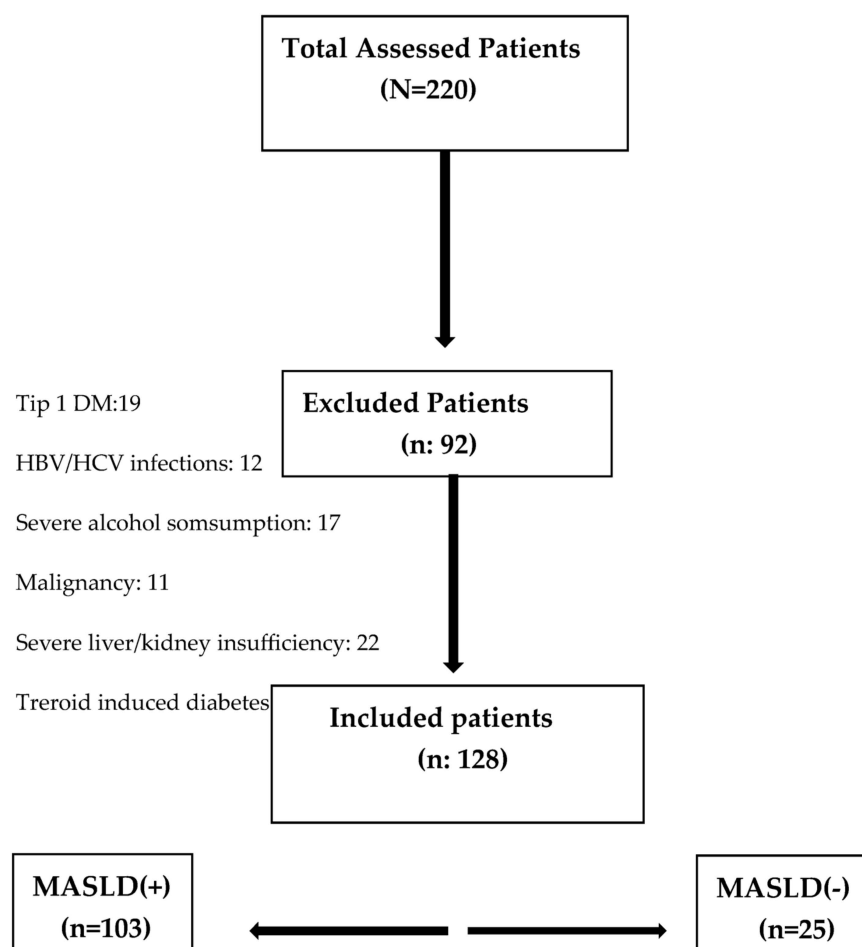 Total Assessed Patients
(N=220)
Excluded Patients
(n: 92)
Tip 1 DM:19
HBV/HCV infections: 12
Severe alcohol somsumption: 17
Malignancy: 11
Severe liver/kidney insufficiency: 22
Treroid induced diabetes
Included patients
(n: 128)
MASLD(+)
(n=103)
MASLD(-)
(n=25)